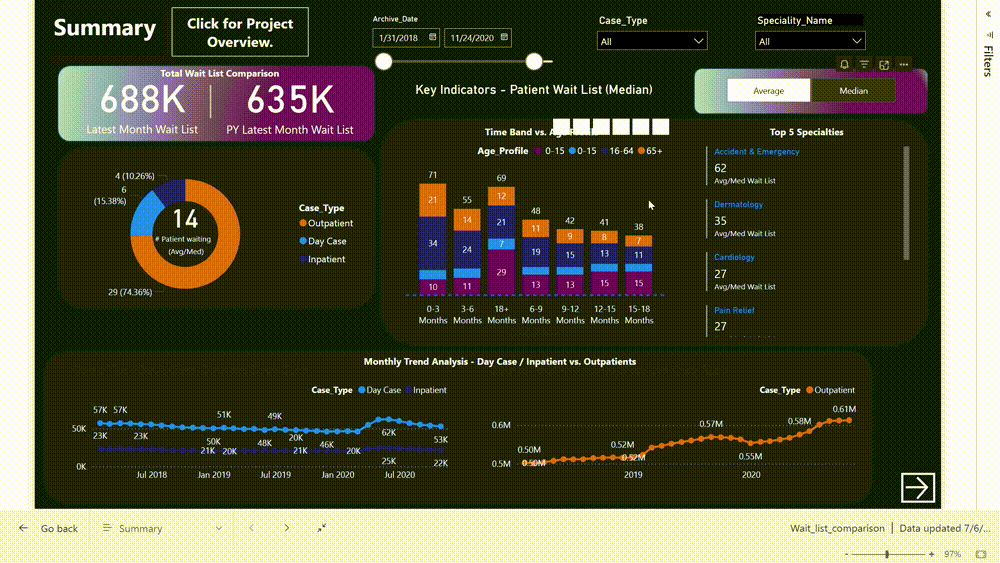 Summary
Click for Project
Overview.
Archive_Date
1/31/2018
11/24/2020
Case_Type
All
Speciality_Name
All
Filters
Total Wait List Comparison
688K
635K
Latest Month Wait List
PY Latest Month Wait List
Key Indicators - Patient Wait List (Median)
Average
Median
4 (10.26%)
6
(15.38%)
14
# Patient waiting
(Avg/Med)
29 (74.36%)
Case_Type
Outpatient
Day Case
Inpatient
Time Band vs. Age
Age_Profile 0-15 0-15 16-64 65+
71
21
34
10
55
14
24
11
69
12
21
7
29
48
11
19
13
42
9
15
13
41
8
13
15
38
7
11
15
0-3
Months
3-6
Months
18+
Months
6-9
Months
9-12
Months
12-15
Months
15-18
Months
Top 5 Specialties
Accident & Emergency
62
Avg/Med Wait List
Dermatology
35
Avg/Med Wait List
Cardiology
27
Avg/Med Wait List
Pain Relief
27
Monthly Trend Analysis - Day Case / Inpatient vs. Outpatients
Case_Type Day Case Inpatient
57K 57K 51K 49K
50K
23K 23K 50K 48K 20K 46K 62K 53K
21K 20K 21K 20K 25K 22K
0K
Jul 2018 Jan 2019 Jul 2019 Jan 2020 Jul 2020
Case_Type Outpatient
0.61M
0.6M
0.57M 0.58M
0.50M 0.52M
0.5M 0.50M 0.52M 0.55M
2019 2020
Go back
Summary
Wait_list_comparison | Data updated 7/6/...
- + 97%